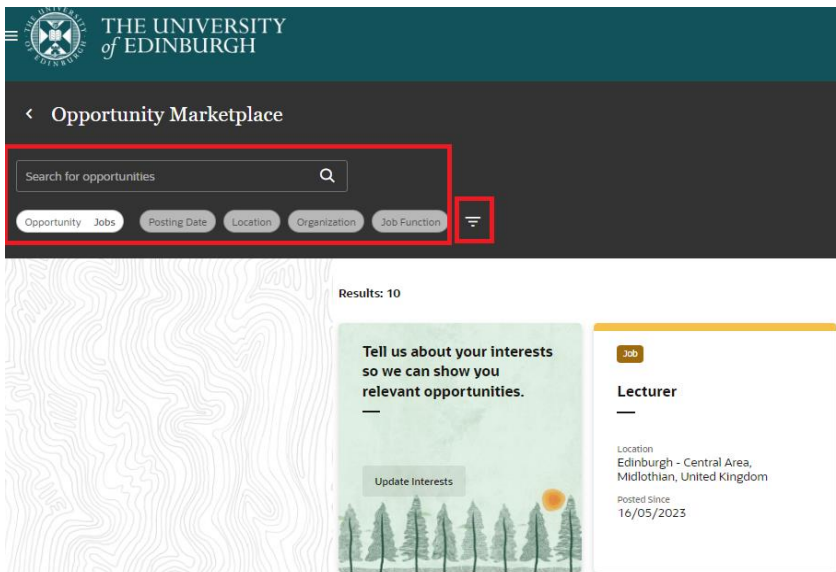 THE UNIVERSITY
of EDINBURGH
Opportunity Marketplace
Search for opportunities
Opportunity Jobs Posting Date Location Organization Job Function
Results: 10
Tell us about your interests
so we can show you
relevant opportunities.
Update Interests
Job
Lecturer
Location
Edinburgh - Central Area,
Midlothian, United Kingdom
Posted Since
16/05/2023